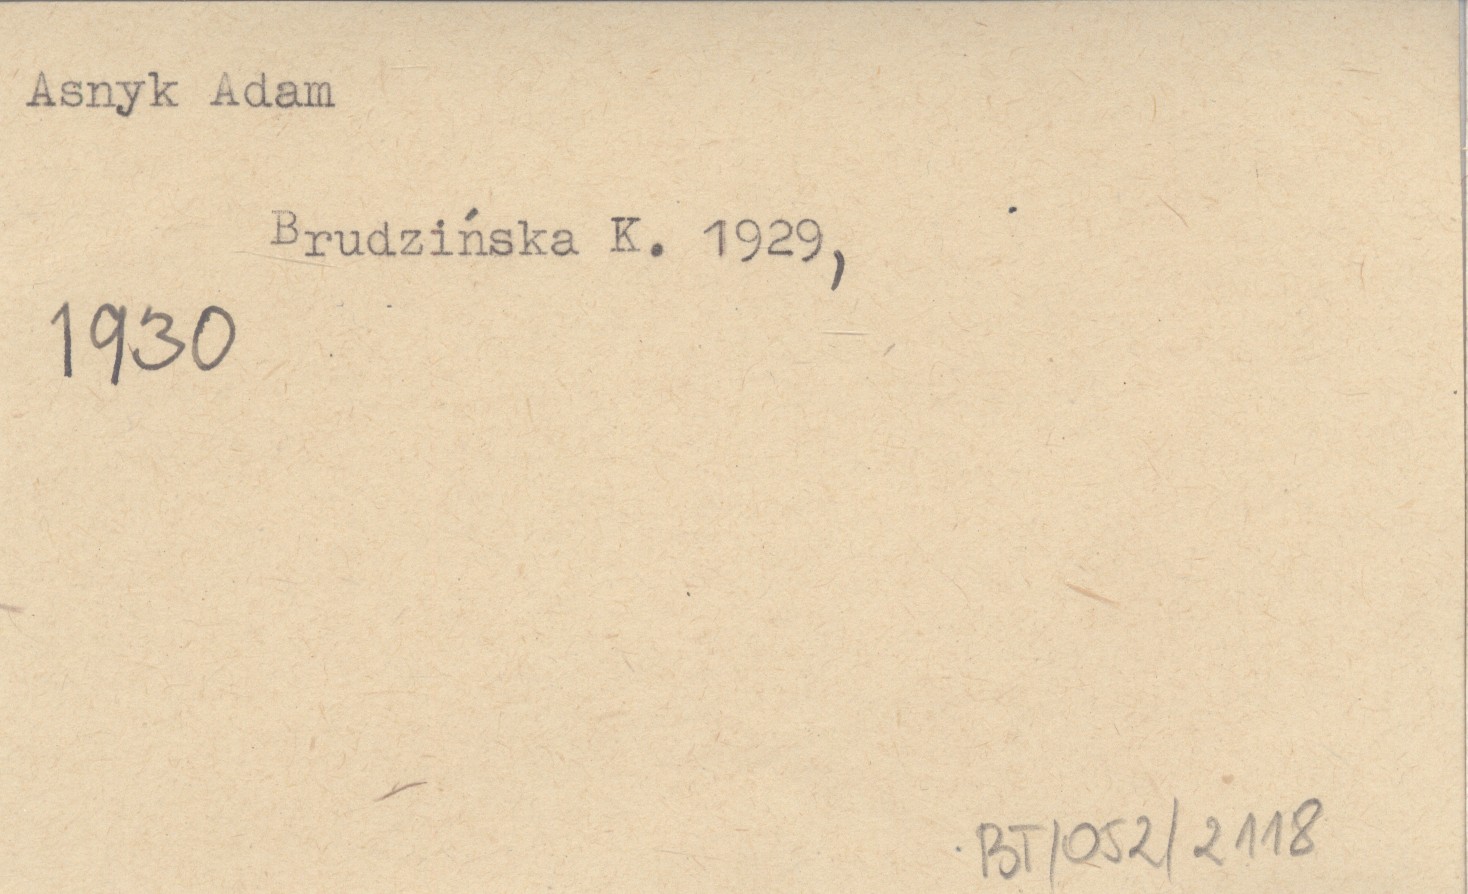 Asnyk Adam
Brudzińska K. 1929,
1930
BT/052/2118